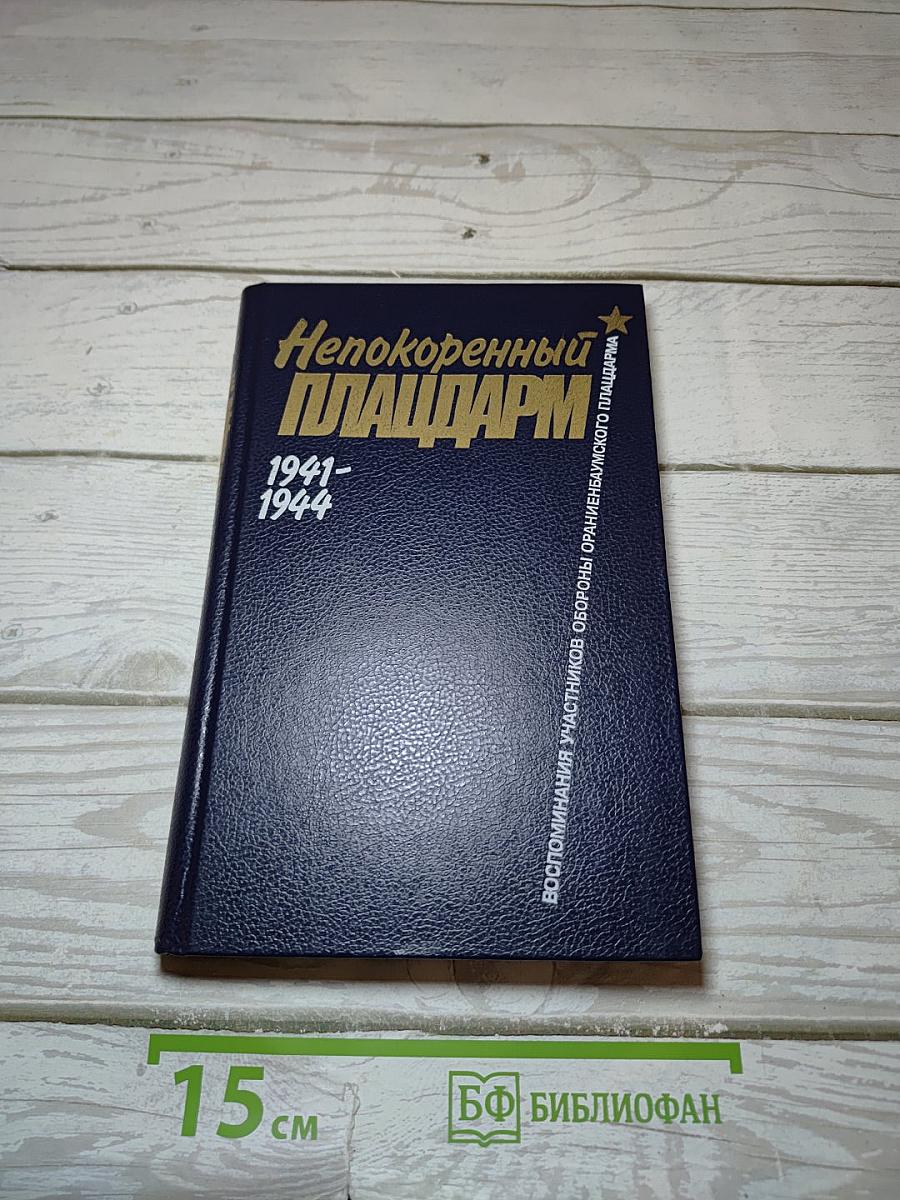 Непокоренный
ПЛАЦДАРМ
1941-
1944
ВОСПОМИНАНИЯ УЧАСТНИКОВ ОБОРОНЫ ОРАНИЕНБАУМСКОГО ПЛАЦДАРМА
15 см
БФ БИБЛИОФАН